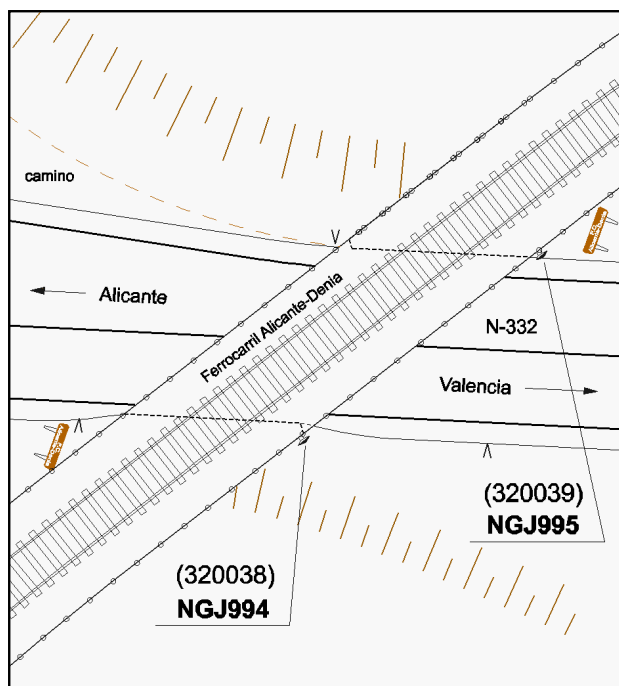 camino
Alicante
Ferrocarril Alicante-Denia
N-332
Valencia
(320039)
NGJ995
(320038)
NGJ994